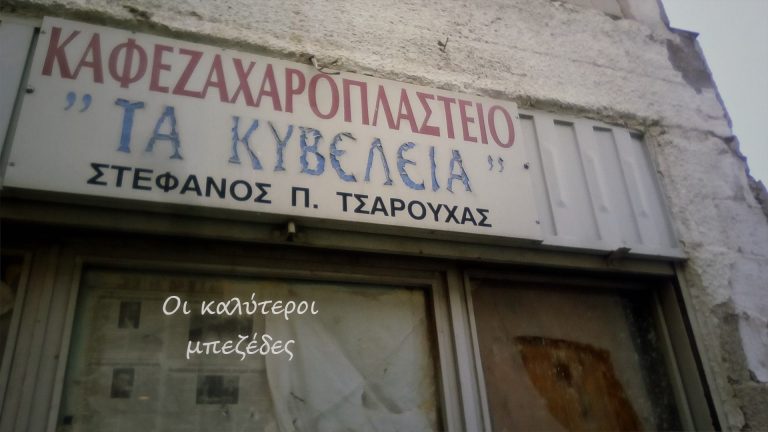 ΚΑΦΕΖΑΧΑΡΟΠΛΑΣΤΕΙΟ
"ΤΑ ΚΥΒΕΛΕΙΑ"
ΣΤΕΦΑΝΟΣ Π. ΤΣΑΡΟΥΧΑΣ
Οι καλύτεροι
μπεζέδες